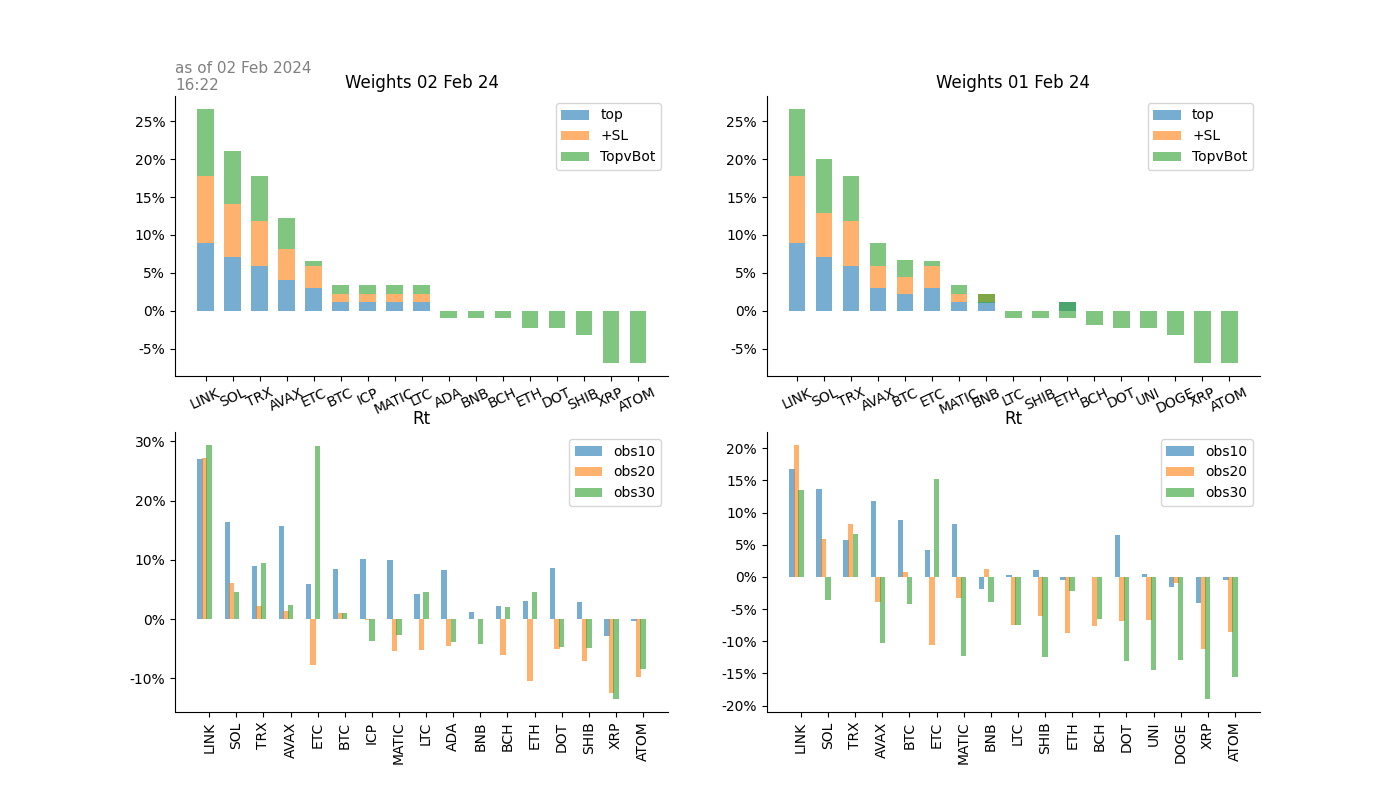 as of 02 Feb 2024
16:22
Weights 02 Feb 24
25%
20%
15%
10%
5%
0%
-5%
top
+SL
TopvBot
LINK SOL TRX AVAX ETC BTC ICP MATIC LTC ADA BNB BCH ETH DOT SHIB XRP ATOM
Weights 01 Feb 24
25%
20%
15%
10%
5%
0%
-5%
top
+SL
TopvBot
LINK SOL TRX AVAX BTC ETC MATIC BNB LTC SHIB ETH BCH DOT UNI DOGE XRP ATOM
Rt
30%
20%
10%
0%
-10%
obs10
obs20
obs30
LINK SOL TRX AVAX ETC BTC ICP MATIC LTC ADA BNB BCH ETH DOT SHIB XRP ATOM
Rt
20%
15%
10%
5%
0%
-5%
-10%
-15%
-20%
obs10
obs20
obs30
LINK SOL TRX AVAX BTC ETC MATIC BNB LTC SHIB ETH BCH DOT UNI DOGE XRP ATOM